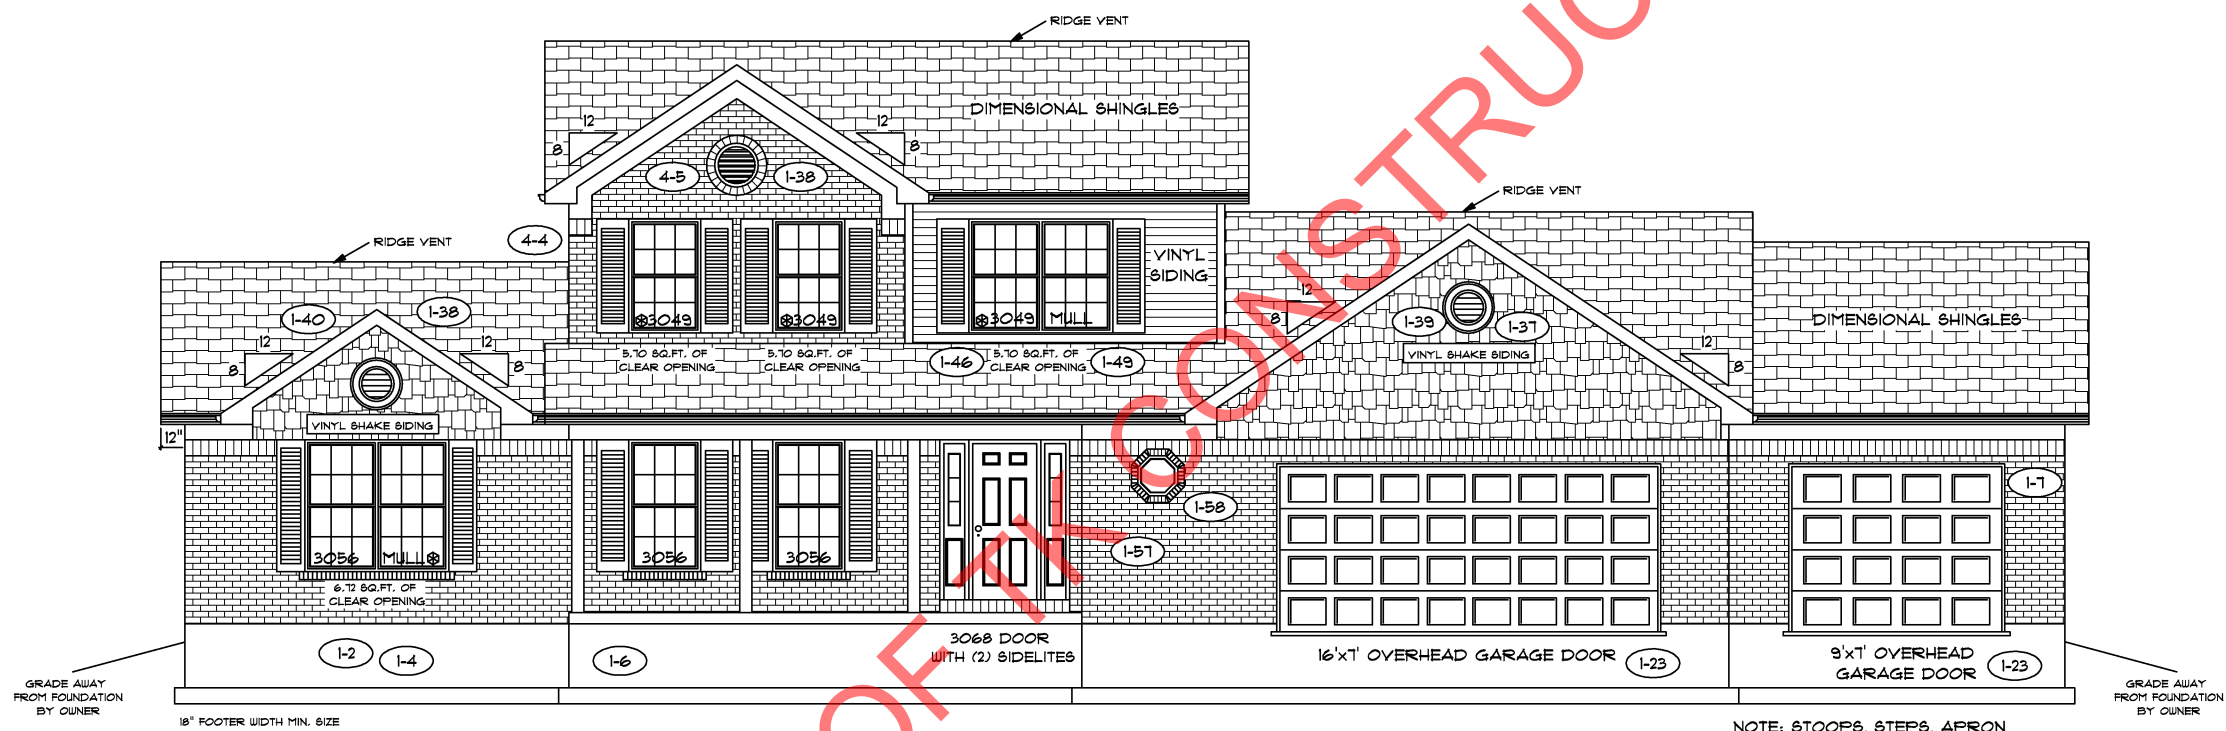 RIDGE VENT
DIMENSIONAL SHINGLES
12
12
8
8
4-5
1-38
RIDGE VENT
4-4
RIDGE VENT
VINYL
SIDING
⊛3049
⊛3049
⊛3049 MULL
12
8
1-40
1-38
1-39
1-37
DIMENSIONAL SHINGLES
12
12
8
8
12
8
VINYL SHAKE SIDING
5.70 SQ.FT. OF
CLEAR OPENING
5.70 SQ.FT. OF
CLEAR OPENING
1-46
5.70 SQ.FT. OF
CLEAR OPENING
1-49
VINYL SHAKE SIDING
12"
1-7
1-58
1-57
3056 MULL⊛
3056
3056
6.72 SQ.FT. OF
CLEAR OPENING
1-2
1-4
1-6
3068 DOOR
WITH (2) SIDELITES
16'x7' OVERHEAD GARAGE DOOR
1-23
9'x7' OVERHEAD
GARAGE DOOR
1-23
GRADE AWAY
FROM FOUNDATION
BY OWNER
GRADE AWAY
FROM FOUNDATION
BY OWNER
18" FOOTER WIDTH MIN. SIZE
NOTE: STOOPS, STEPS, APRON
OF TK CONSTRUC